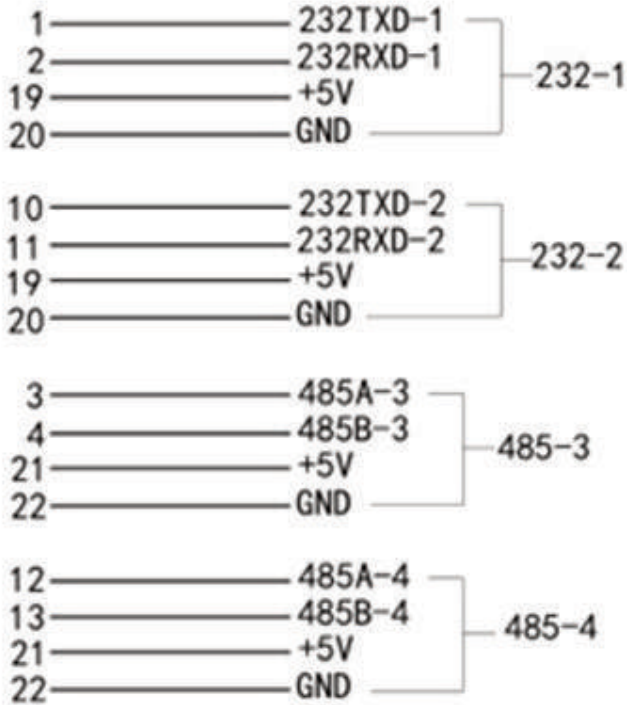 1 232TXD-1
2 232RXD-1 232-1
19 +5V
20 GND
10 232TXD-2
11 232RXD-2 232-2
19 +5V
20 GND
3 485A-3
4 485B-3 485-3
21 +5V
22 GND
12 485A-4
13 485B-4 485-4
21 +5V
22 GND